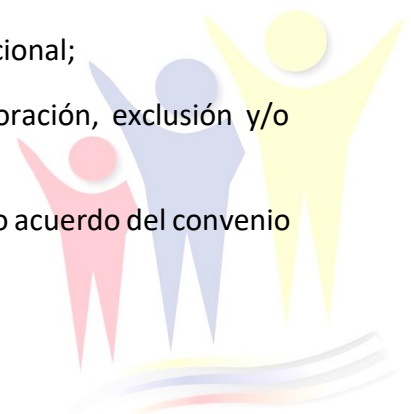 cional;
oración, exclusión y/o
o acuerdo del convenio